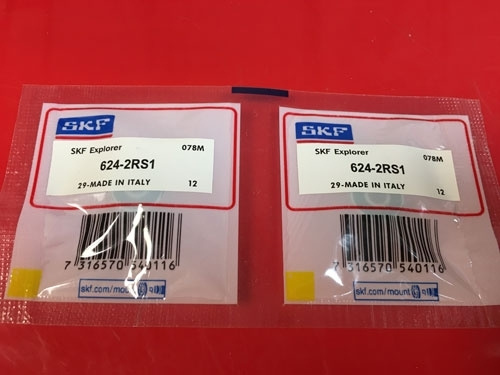 SKF
SKF Explorer 078M
624-2RS1
29-MADE IN ITALY 12
7 316570 540116
skf.com/mount
SKF
SKF Explorer 078M
624-2RS1
29-MADE IN ITALY 12
7 316570 540116
skf.com/mount